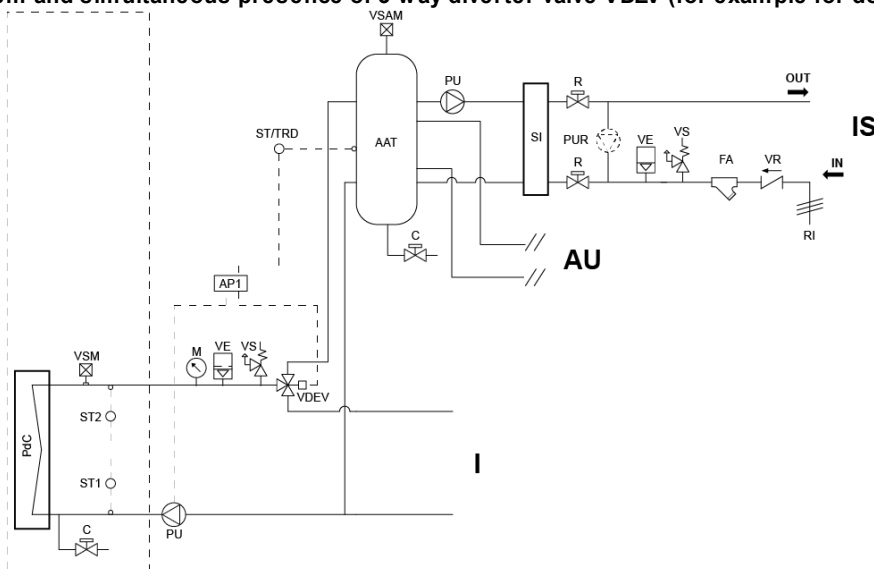 and simultaneous presence of 3-way diverter valve VDEV (for example for
VSAM
PU
R
OUT
ST/TRD
AAT
SI
PUR
VE
VS
IS
FA
VR
IN
R
RI
C
AU
AP1
M
VE
VS
VSM
VDEV
ST2
PdC
I
ST1
C
PU